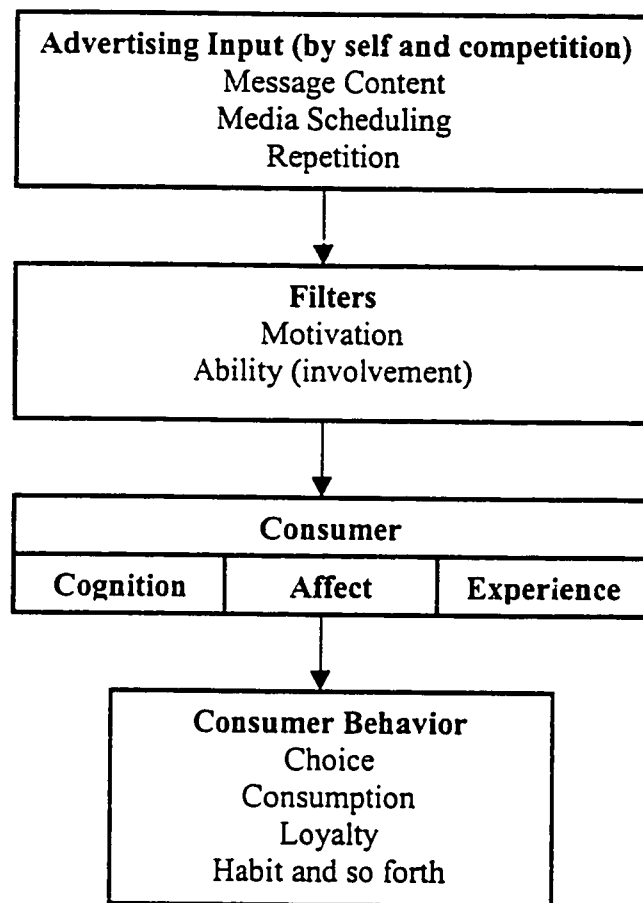 Advertising Input (by self and competition)
Message Content
Media Scheduling
Repetition
Filters
Motivation
Ability (involvement)
Consumer
Cognition Affect Experience
Consumer Behavior
Choice
Consumption
Loyalty
Habit and so forth